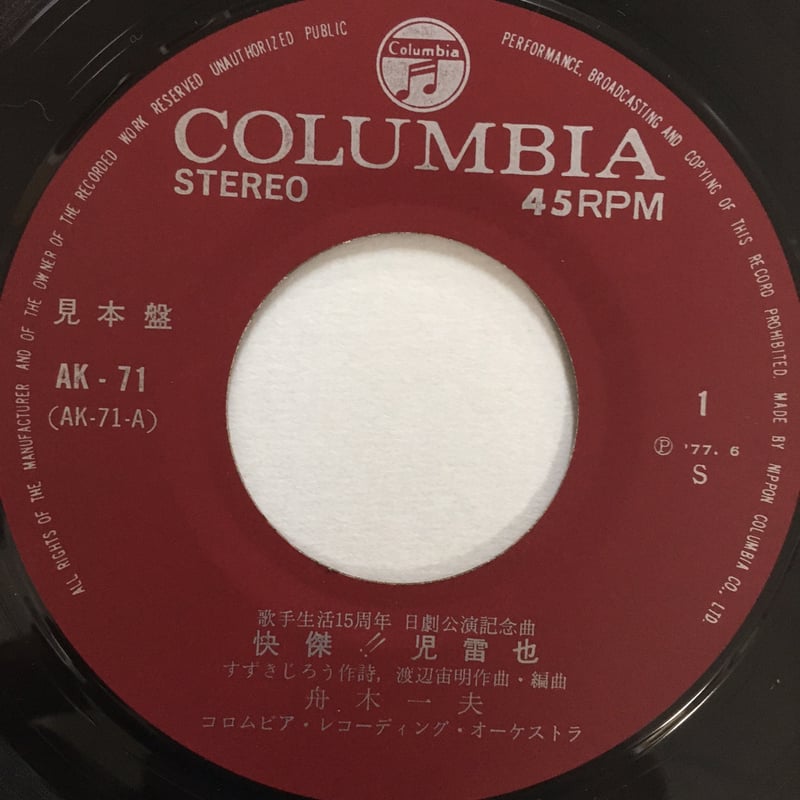 ALL RIGHTS OF THE MANUFACTURER AND OF THE OWNER OF THE RECORDED WORK RESERVED UNAUTHORIZED PUBLIC PERFORMANCE, BROADCASTING AND COPYING OF THIS RECORD PROHIBITED. MADE BY NIPPON COLUMBIA CO., LTD.
Columbia
COLUMBIA
STEREO
45RPM
見本盤
AK-71
(AK-71-A)
1
Ⓟ '77. 6
S
歌手生活15周年 日劇公演記念曲
快傑!!児雷也
すずきじろう作詩, 渡辺宙明作曲・編曲
舟木一夫
コロムビア・レコーディング・オーケストラ